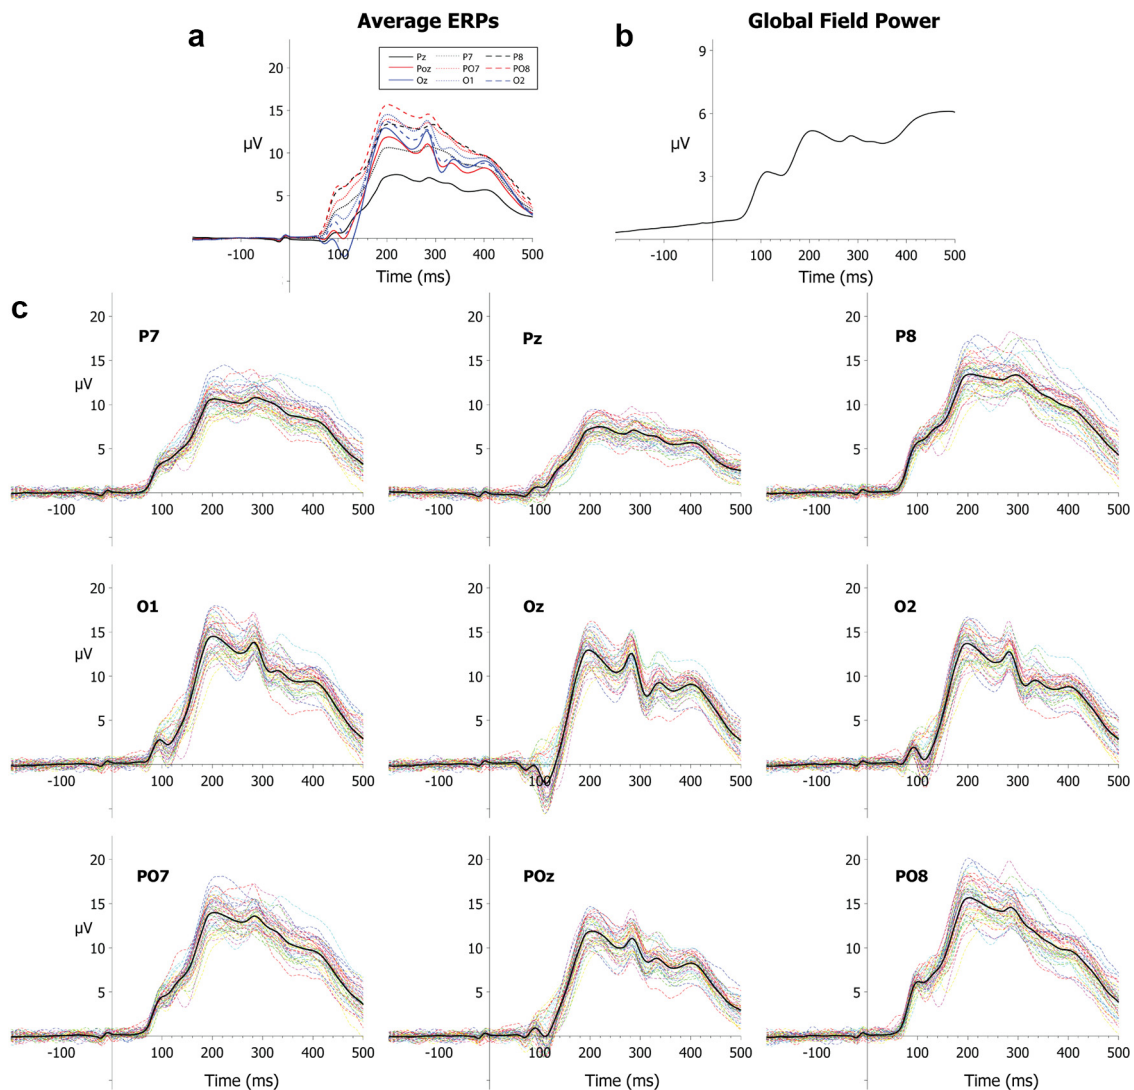 a
Average ERPs
Pz P7 P8
Poz PO7 PO8
Oz O1 O2
20
15
µV
10
5
-100 100 200 300 400 500
Time (ms)
b
Global Field Power
9
6
µV
3
-100 100 200 300 400 500
Time (ms)
c
P7
20
15
µV
10
5
-100 100 200 300 400 500
Pz
20
15
10
5
-100 100 200 300 400 500
P8
20
15
10
5
-100 100 200 300 400 500
O1
20
15
µV
10
5
-100 100 200 300 400 500
Oz
20
15
10
5
-100 100 200 300 400 500
O2
20
15
10
5
-100 100 200 300 400 500
PO7
20
15
µV
10
5
-100 100 200 300 400 500
Time (ms)
POz
20
15
10
5
-100 100 200 300 400 500
Time (ms)
PO8
20
15
10
5
-100 100 200 300 400 500
Time (ms)